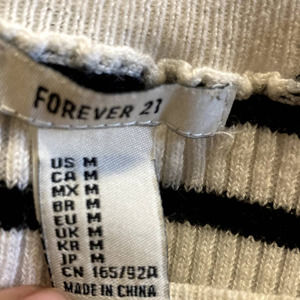 FOREVER 21
US M
CA M
MX M
BR M
EU M
UK M
KR M
JP M
CN 165/92A
MADE IN CHINA